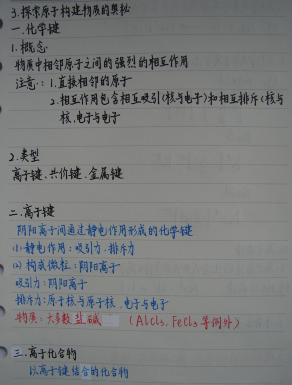 3.探索原子构建物质的奥秘
一.化学键
1.概念
物质中相邻原子之间的强烈的相互作用
注意:1.直接相邻的原子
2.相互作用包含相互吸引(核与电子)和相互排斥(核与
核,电子与电子
2.类型
离子键.共价键.金属键
二.离子键
阴阳离子间通过静电作用形成的化学键
(1)静电作用:吸引力.排斥力
(2)构成微粒:阴阳离子
吸引力:阴阳离子
排斥力:原子核与原子核.电子与电子
物质:大多数盐碱 (AlCl3、FeCl3等例外)
三.离子化合物
以离子键结合的化合物